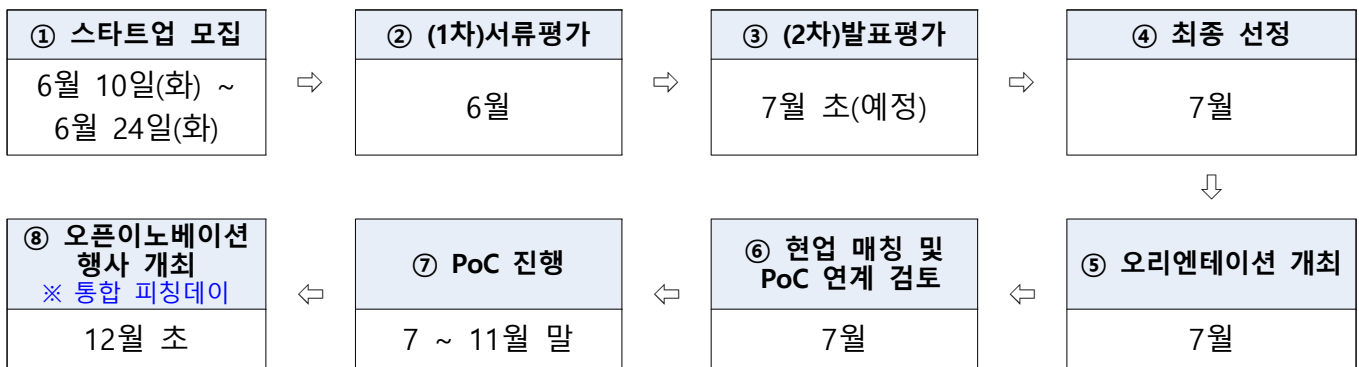 ① 스타트업 모집
6월 10일(화) ~
6월 24일(화)
⇨
② (1차)서류평가
6월
⇨
③ (2차)발표평가
7월 초(예정)
⇨
④ 최종 선정
7월
⇩
⑤ 오리엔테이션 개최
7월
⇦
⑥ 현업 매칭 및
PoC 연계 검토
7월
⇦
⑦ PoC 진행
7 ~ 11월 말
⇦
⑧ 오픈이노베이션
행사 개최
※ 통합 피칭데이
12월 초